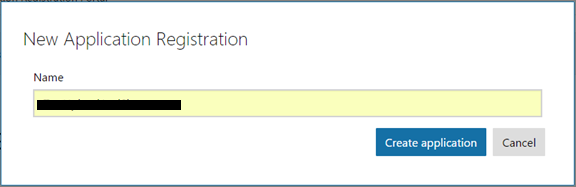 New Application Registration
Name
Create application
Cancel